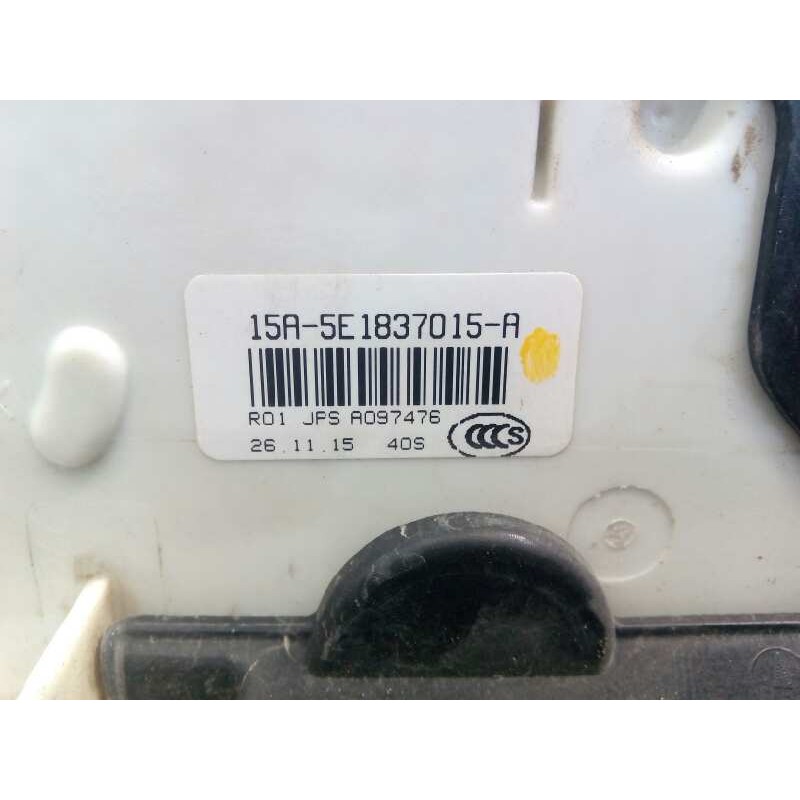 15A-5E1837015-A
R01 JFS A097476
26.11.15 40S
CCCS